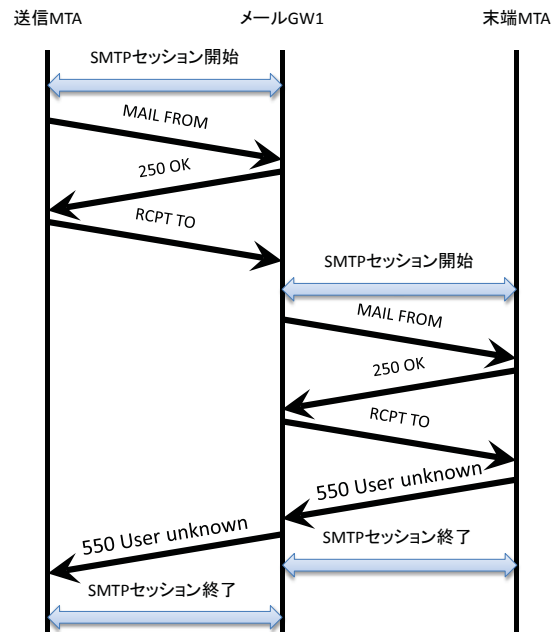 送信MTA
メールGW1
末端MTA
SMTPセッション開始
MAIL FROM
250 OK
RCPT TO
SMTPセッション開始
MAIL FROM
250 OK
RCPT TO
550 User unknown
550 User unknown
SMTPセッション終了
SMTPセッション終了